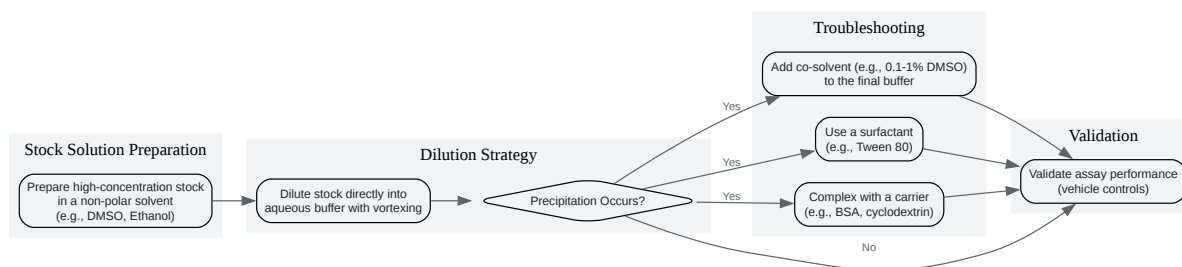 Stock Solution Preparation
Prepare high-concentration stock
in a non-polar solvent
(e.g., DMSO, Ethanol)
Dilution Strategy
Dilute stock directly into
aqueous buffer with vortexing
Precipitation Occurs?
Yes
Yes
Yes
No
Troubleshooting
Add co-solvent (e.g., 0.1-1% DMSO)
to the final buffer
Use a surfactant
(e.g., Tween 80)
Complex with a carrier
(e.g., BSA, cyclodextrin)
Validation
Validate assay performance
(vehicle controls)